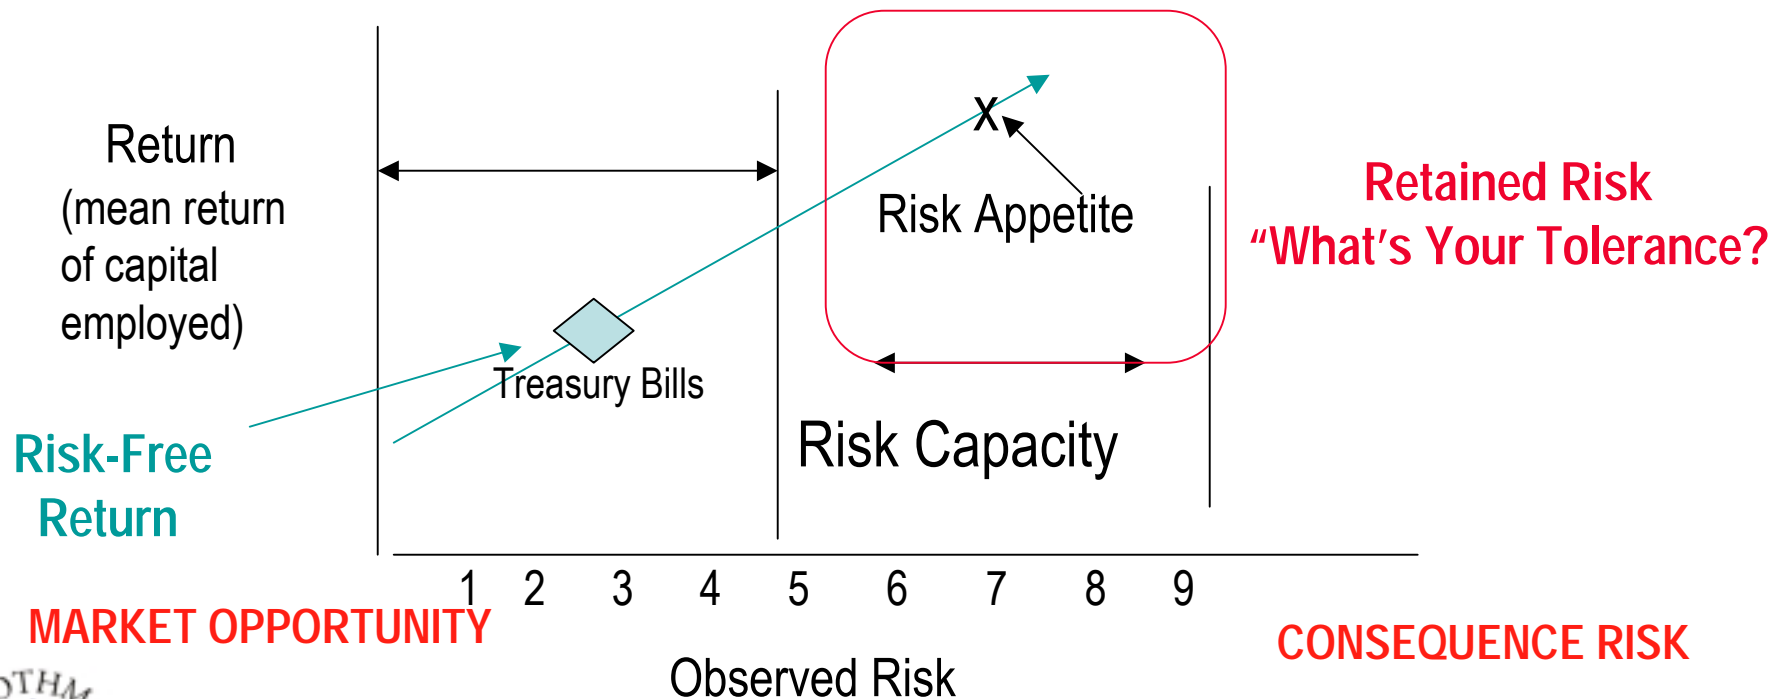 Return
(mean return
of capital
employed)
X
Risk Appetite
Retained Risk
“What’s Your Tolerance?
Treasury Bills
Risk Capacity
Risk-Free
Return
1 2 3 4 5 6 7 8 9
MARKET OPPORTUNITY
CONSEQUENCE RISK
Observed Risk